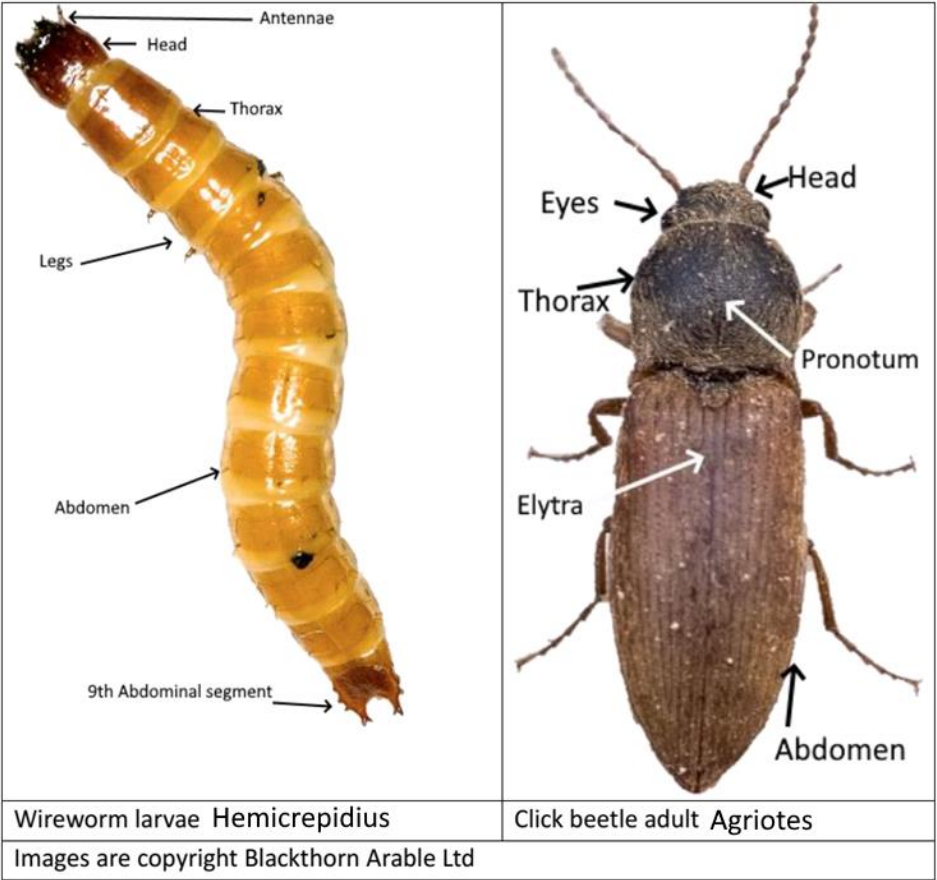 Antennae
Head
Thorax
Legs
Abdomen
9th Abdominal segment
Head
Eyes
Thorax
Pronotum
Elytra
Abdomen
Wireworm larvae Hemicrepidius
Click beetle adult Agriotes
Images are copyright Blackthorn Arable Ltd